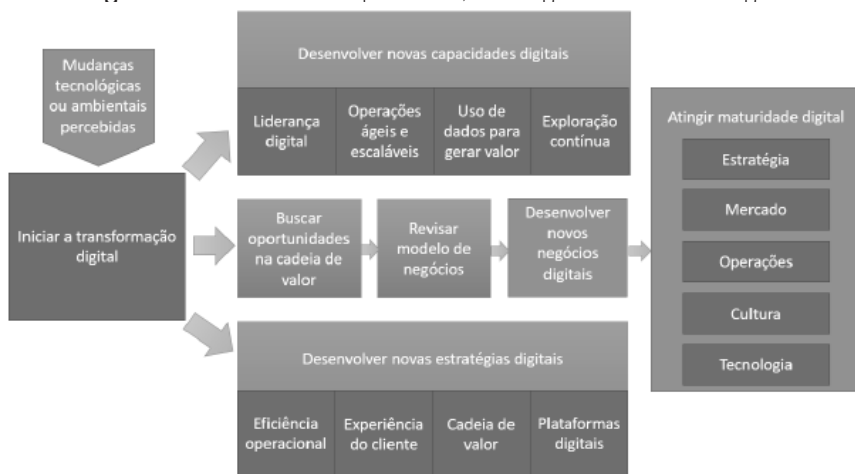 Mudanças
tecnológicas
ou ambientais
percebidas
Iniciar a transformação
digital
Desenvolver novas capacidades digitais
Liderança
digital
Operações
ágeis e
escaláveis
Uso de
dados para
gerar valor
Exploração
contínua
Buscar
oportunidades
na cadeia de
valor
Revisar
modelo de
negócios
Desenvolver
novos
negócios
digitais
Desenvolver novas estratégias digitais
Eficiência
operacional
Experiência
do cliente
Cadeia de
valor
Plataformas
digitais
Atingir maturidade digital
Estratégia
Mercado
Operações
Cultura
Tecnologia